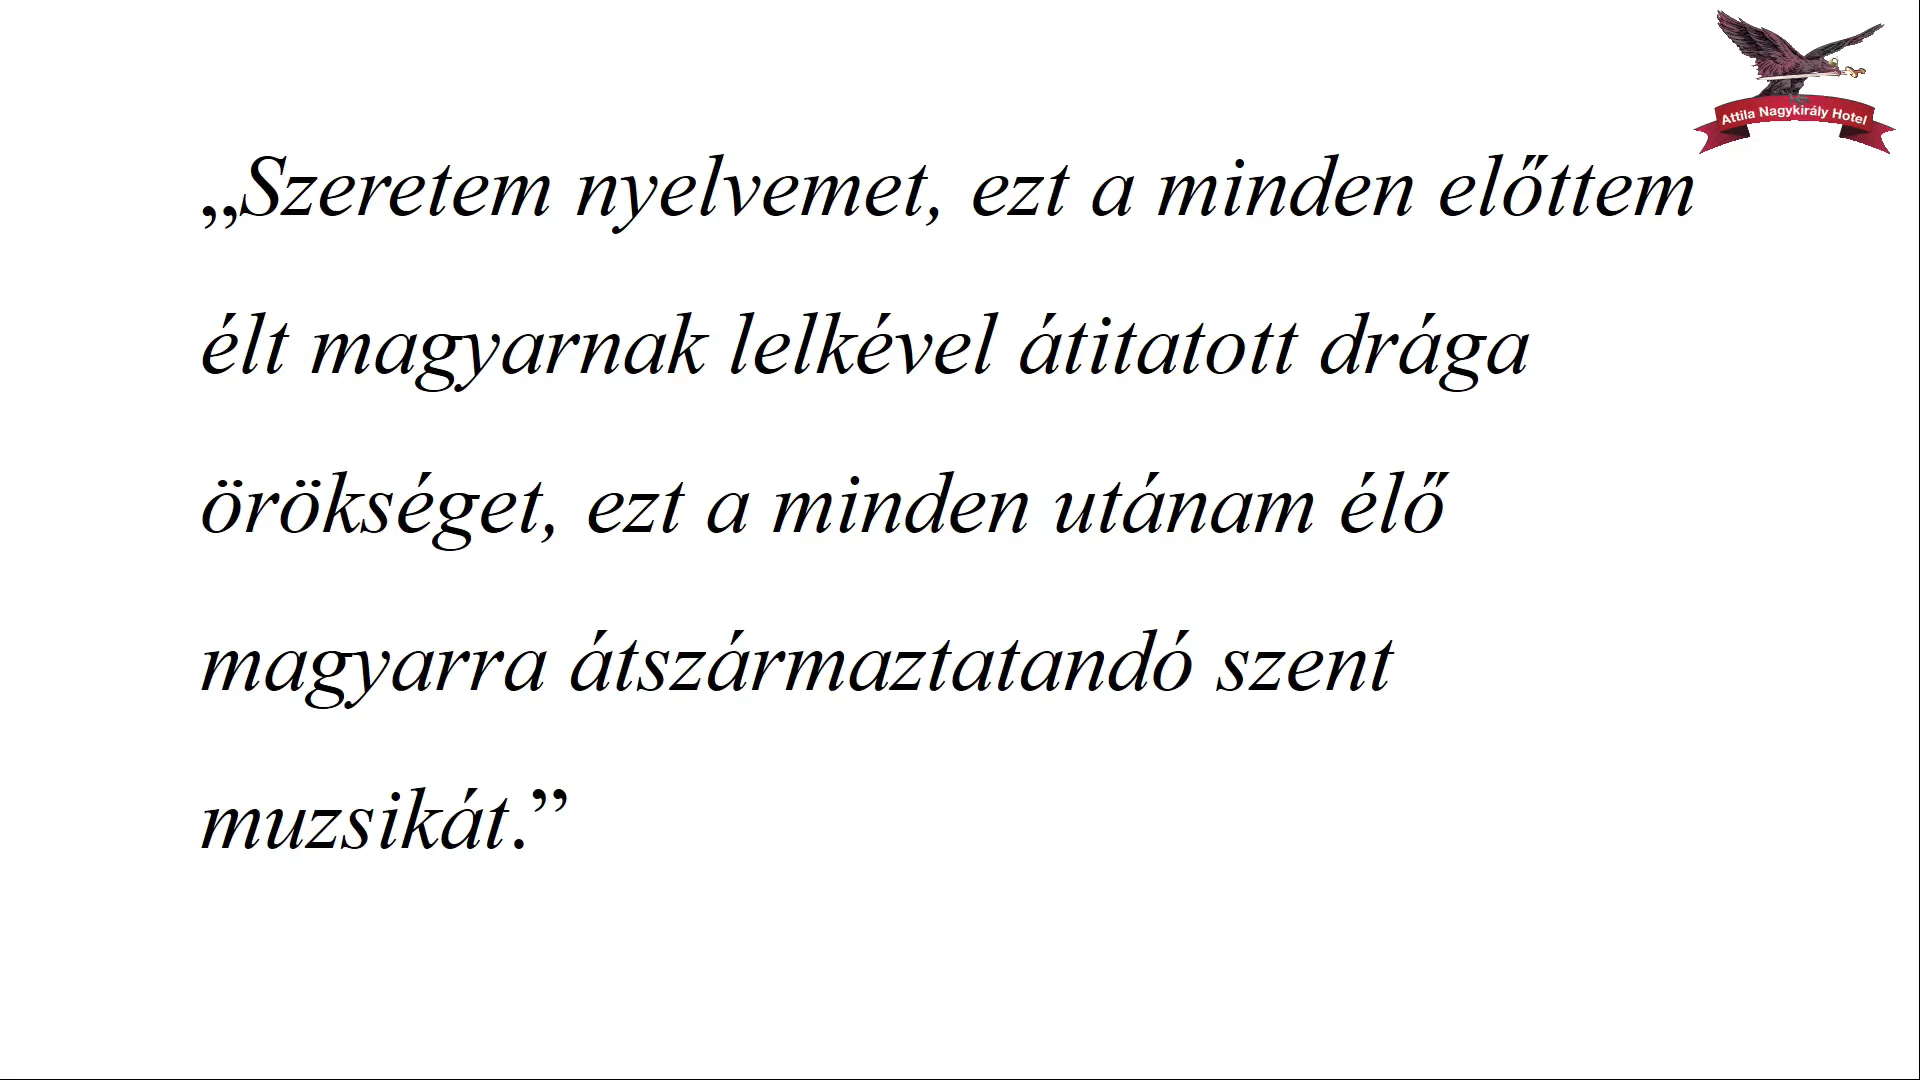 Attila Nagykirály Hotel
„Szeretem nyelvemet, ezt a minden előttem
élt magyarnak lelkével átitatott drága
örökséget, ezt a minden utánam élő
magyarra átszármaztatandó szent
muzsikát.”